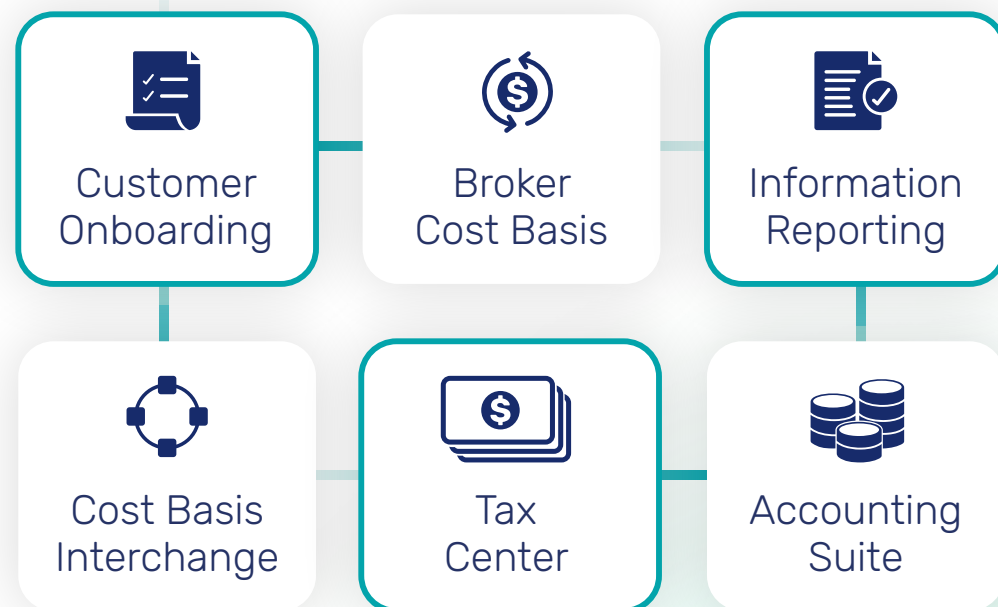 Customer
Onboarding
Broker
Cost Basis
Information
Reporting
Cost Basis
Interchange
$
Tax
Center
Accounting
Suite